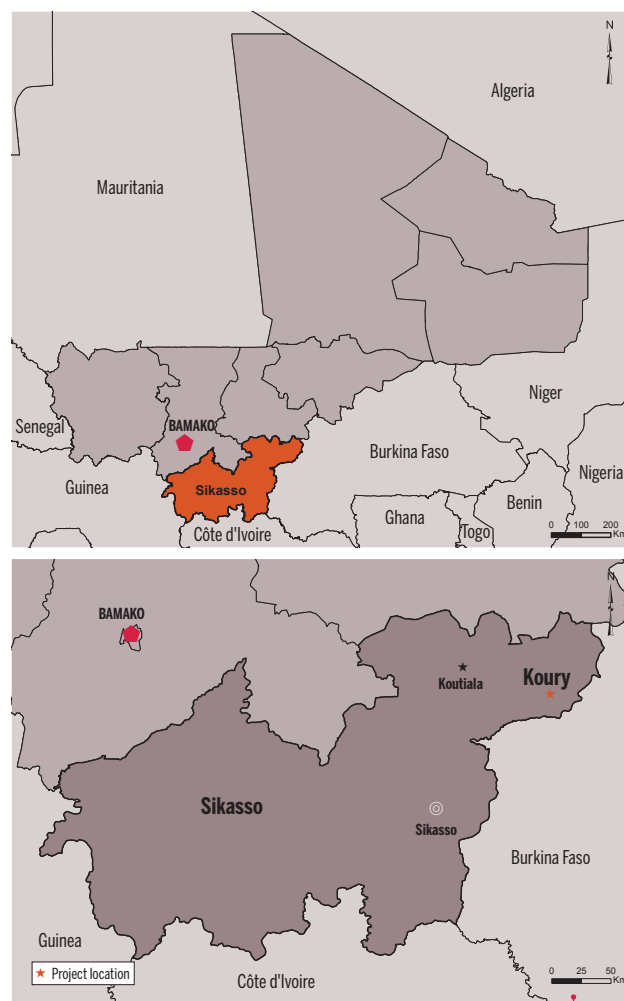 N
Algeria
Mauritania
Niger
Senegal
BAMAKO
Burkina Faso
Nigeria
Guinea
Sikasso
Benin
Ghana
Togo
Côte d'Ivoire
0 100 200
Km
N
BAMAKO
Koutiala
Koury
Sikasso
Sikasso
Burkina Faso
Guinea
Project location
Côte d'Ivoire
0 25 50
Km